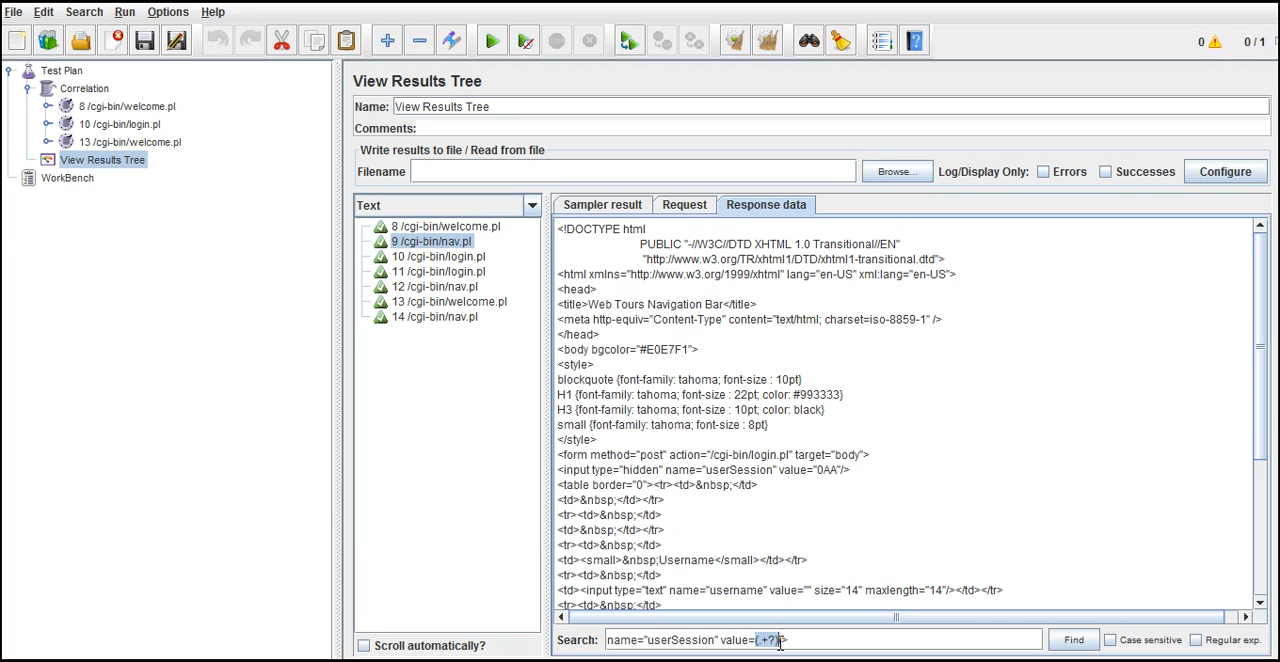 File Edit Search Run Options Help
0 0 / 1
Test Plan
Correlation
8 /cgi-bin/welcome.pl
10 /cgi-bin/login.pl
13 /cgi-bin/welcome.pl
View Results Tree
WorkBench
View Results Tree
Name: View Results Tree
Comments:
Write results to file / Read from file
Filename Browse... Log/Display Only: Errors Successes Configure
Text
8 /cgi-bin/welcome.pl
9 /cgi-bin/nav.pl
10 /cgi-bin/login.pl
11 /cgi-bin/login.pl
12 /cgi-bin/nav.pl
13 /cgi-bin/welcome.pl
14 /cgi-bin/nav.pl
Scroll automatically?
Sampler result Request Response data
<!DOCTYPE html
PUBLIC "-//W3C//DTD XHTML 1.0 Transitional//EN"
"http://www.w3.org/TR/xhtml1/DTD/xhtml1-transitional.dtd">
<html xmlns="http://www.w3.org/1999/xhtml" lang="en-US" xml:lang="en-US">
<head>
<title>Web Tours Navigation Bar</title>
<meta http-equiv="Content-Type" content="text/html; charset=iso-8859-1" />
</head>
<body bgcolor="#E0E7F1">
<style>
blockquote {font-family: tahoma; font-size : 10pt}
H1 {font-family: tahoma; font-size : 22pt; color: #993333}
H3 {font-family: tahoma; font-size : 10pt; color: black}
small {font-family: tahoma; font-size : 8pt}
</style>
<form method="post" action="/cgi-bin/login.pl" target="body">
<input type="hidden" name="userSession" value="0AA"/>
<table border="0"><tr><td>&nbsp;</td>
<td>&nbsp;</td></tr>
<tr><td>&nbsp;</td>
<td>&nbsp;</td></tr>
<tr><td>&nbsp;</td>
<td><small>&nbsp;Username</small></td></tr>
<tr><td>&nbsp;</td>
<td><input type="text" name="username" value="" size="14" maxlength="14"/></td></tr>
<tr><td>&nbsp;</td>
Search: name="userSession" value=(.+?)/> Find Case sensitive Regular exp.